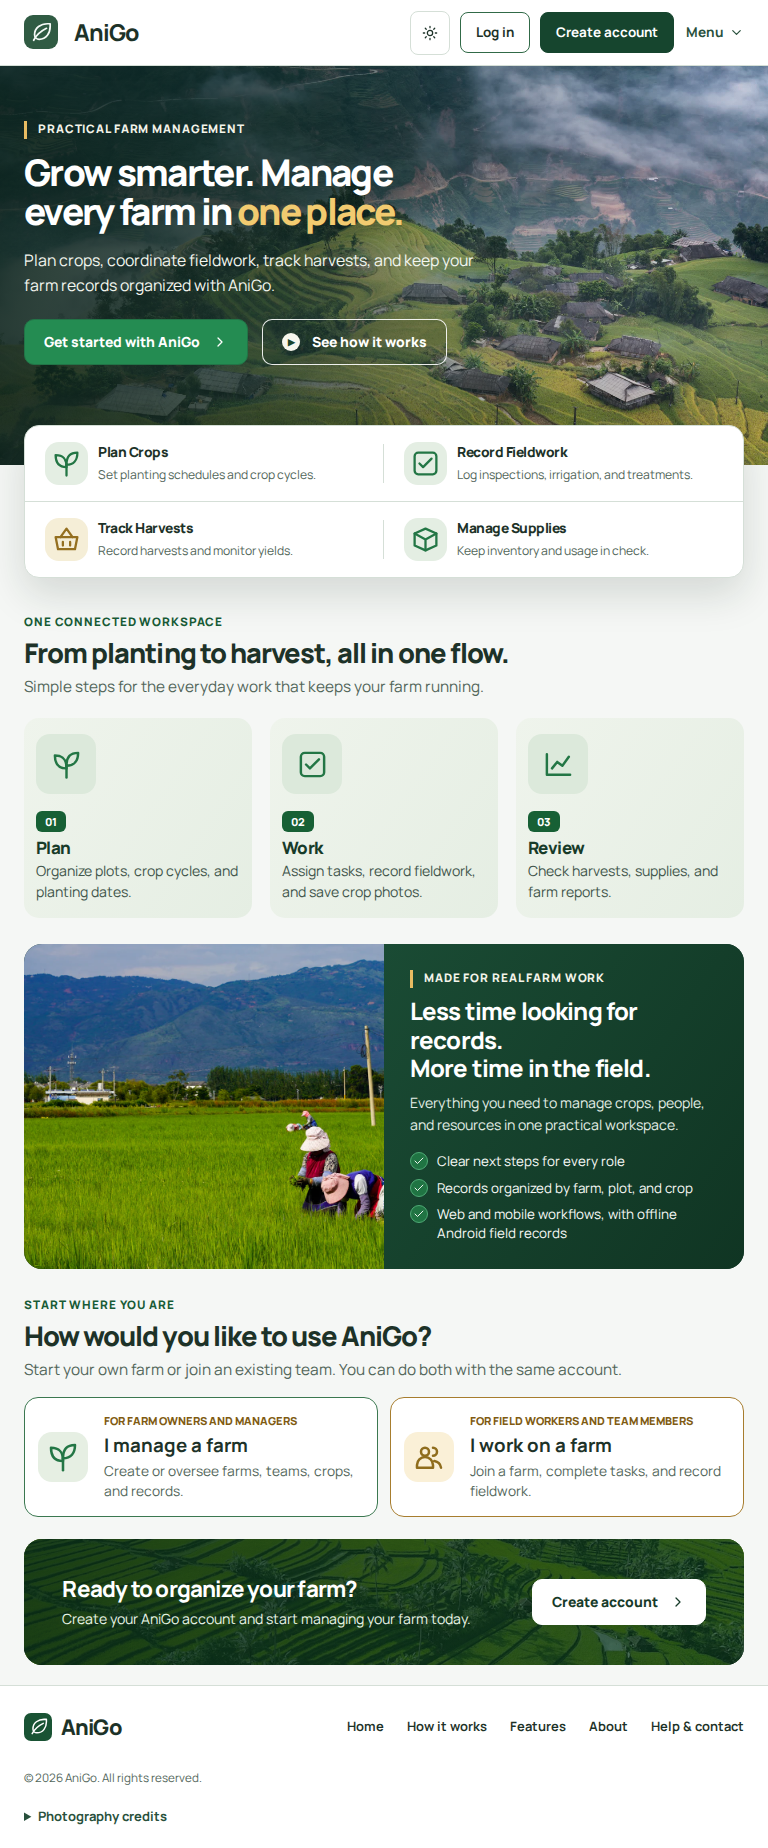 AniGo
Log in
Create account
Menu
PRACTICAL FARM MANAGEMENT
Grow smarter. Manage
every farm in one place.
Plan crops, coordinate fieldwork, track harvests, and keep your
farm records organized with AniGo.
Get started with AniGo
See how it works
Plan Crops
Set planting schedules and crop cycles.
Record Fieldwork
Log inspections, irrigation, and treatments.
Track Harvests
Record harvests and monitor yields.
Manage Supplies
Keep inventory and usage in check.
ONE CONNECTED WORKSPACE
From planting to harvest, all in one flow.
Simple steps for the everyday work that keeps your farm running.
01
Plan
Organize plots, crop cycles, and
planting dates.
02
Work
Assign tasks, record fieldwork,
and save crop photos.
03
Review
Check harvests, supplies, and
farm reports.
MADE FOR REAL FARM WORK
Less time looking for
records.
More time in the field.
Everything you need to manage crops, people,
and resources in one practical workspace.
Clear next steps for every role
Records organized by farm, plot, and crop
Web and mobile workflows, with offline
Android field records
START WHERE YOU ARE
How would you like to use AniGo?
Start your own farm or join an existing team. You can do both with the same account.
FOR FARM OWNERS AND MANAGERS
I manage a farm
Create or oversee farms, teams, crops,
and records.
FOR FIELD WORKERS AND TEAM MEMBERS
I work on a farm
Join a farm, complete tasks, and record
fieldwork.
Ready to organize your farm?
Create your AniGo account and start managing your farm today.
Create account
AniGo
Home
How it works
Features
About
Help & contact
© 2026 AniGo. All rights reserved.
Photography credits